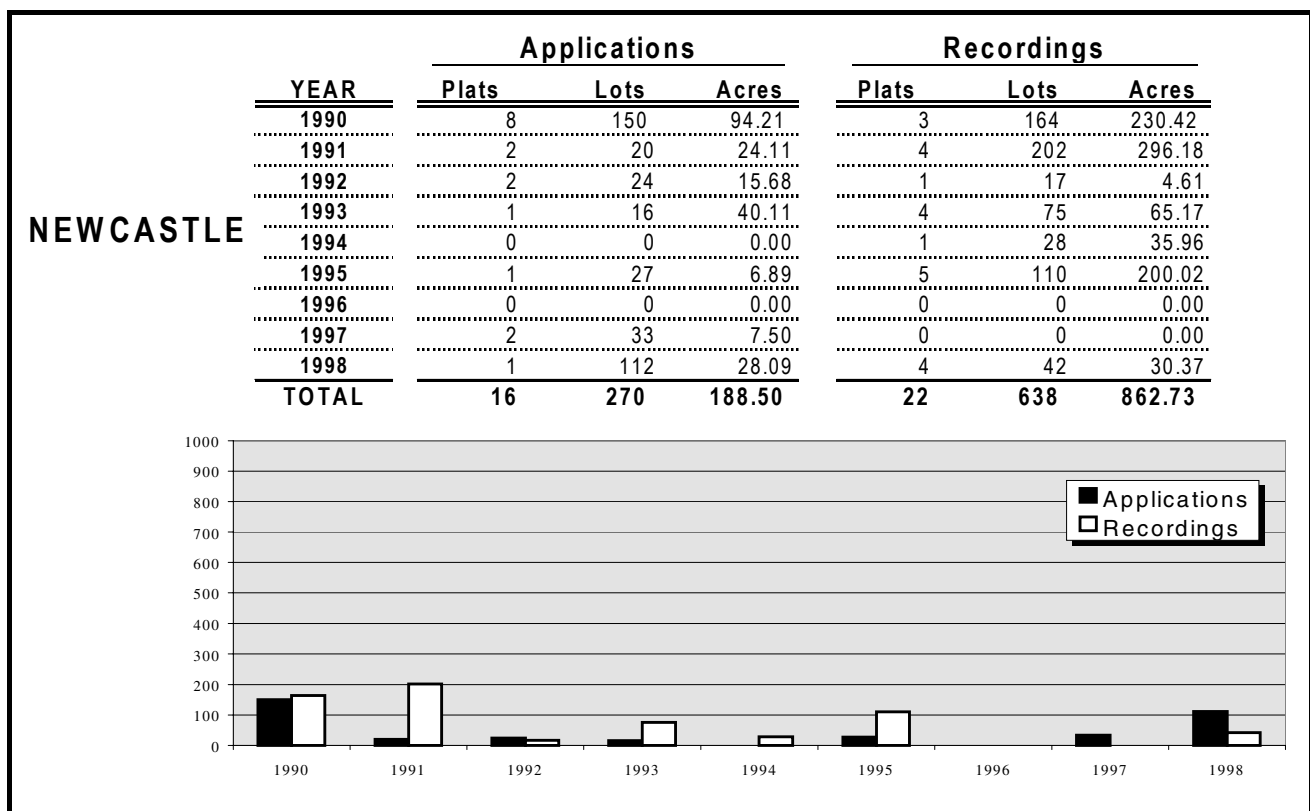 Applications Recordings
YEAR Plats Lots Acres Plats Lots Acres
1990 8 150 94.21 3 164 230.42
1991 2 20 24.11 4 202 296.18
1992 2 24 15.68 1 17 4.61
1993 1 16 40.11 4 75 65.17
NEWCASTLE
1994 0 0 0.00 1 28 35.96
1995 1 27 6.89 5 110 200.02
1996 0 0 0.00 0 0 0.00
1997 2 33 7.50 0 0 0.00
1998 1 112 28.09 4 42 30.37
TOTAL 16 270 188.50 22 638 862.73
1000
900
800
700
600
500
400
300
200
100
0
Applications
Recordings
1990 1991 1992 1993 1994 1995 1996 1997 1998